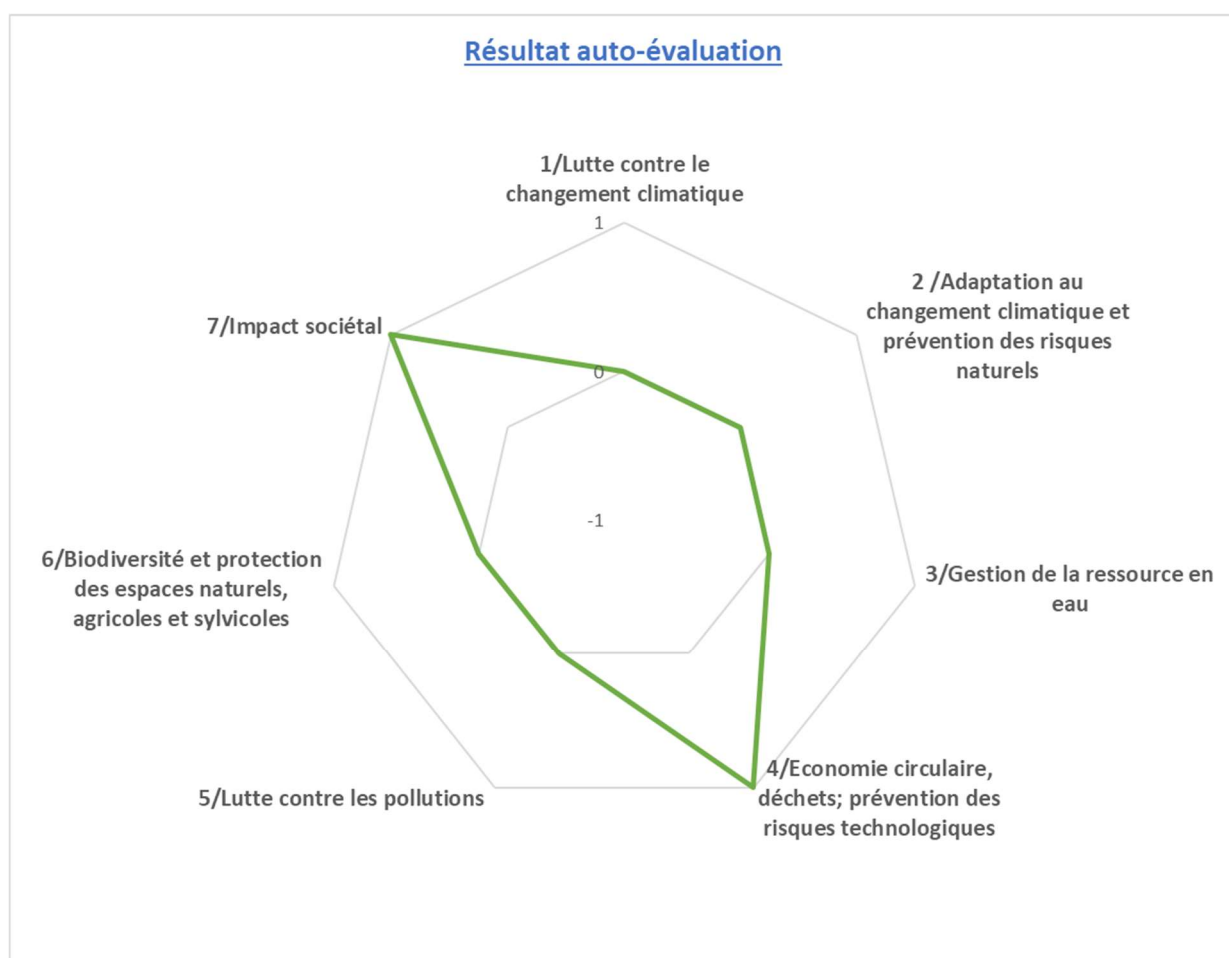 Résultat auto-évaluation
1/Lutte contre le
changement climatique
1
2 /Adaptation au
changement climatique et
prévention des risques
naturels
7/Impact sociétal
0
-1
6/Biodiversité et protection
des espaces naturels,
agricoles et sylvicoles
3/Gestion de la ressource en
eau
4/Economie circulaire,
déchets; prévention des
risques technologiques
5/Lutte contre les pollutions